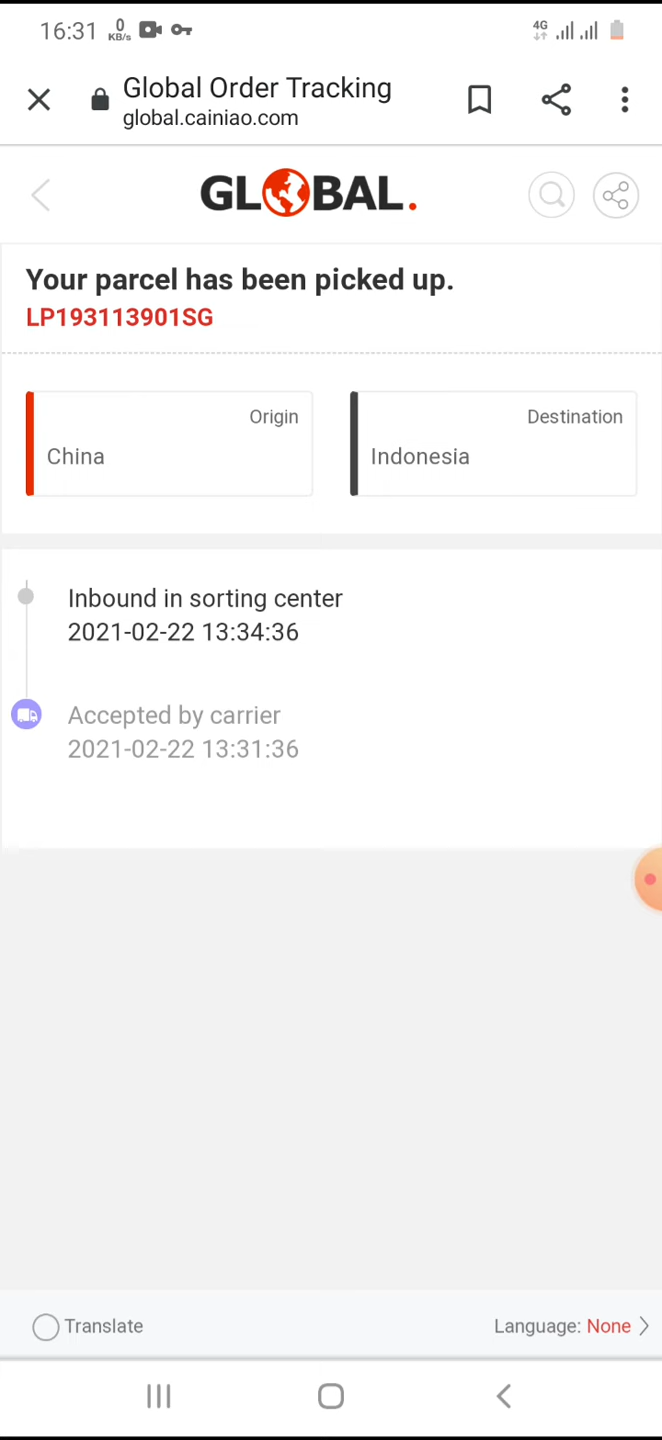 16:31 0 KB/s 4G
Global Order Tracking
global.cainiao.com
GLOBAL.
Your parcel has been picked up.
LP193113901SG
Origin
China
Destination
Indonesia
Inbound in sorting center
2021-02-22 13:34:36
Accepted by carrier
2021-02-22 13:31:36
Translate
Language: None